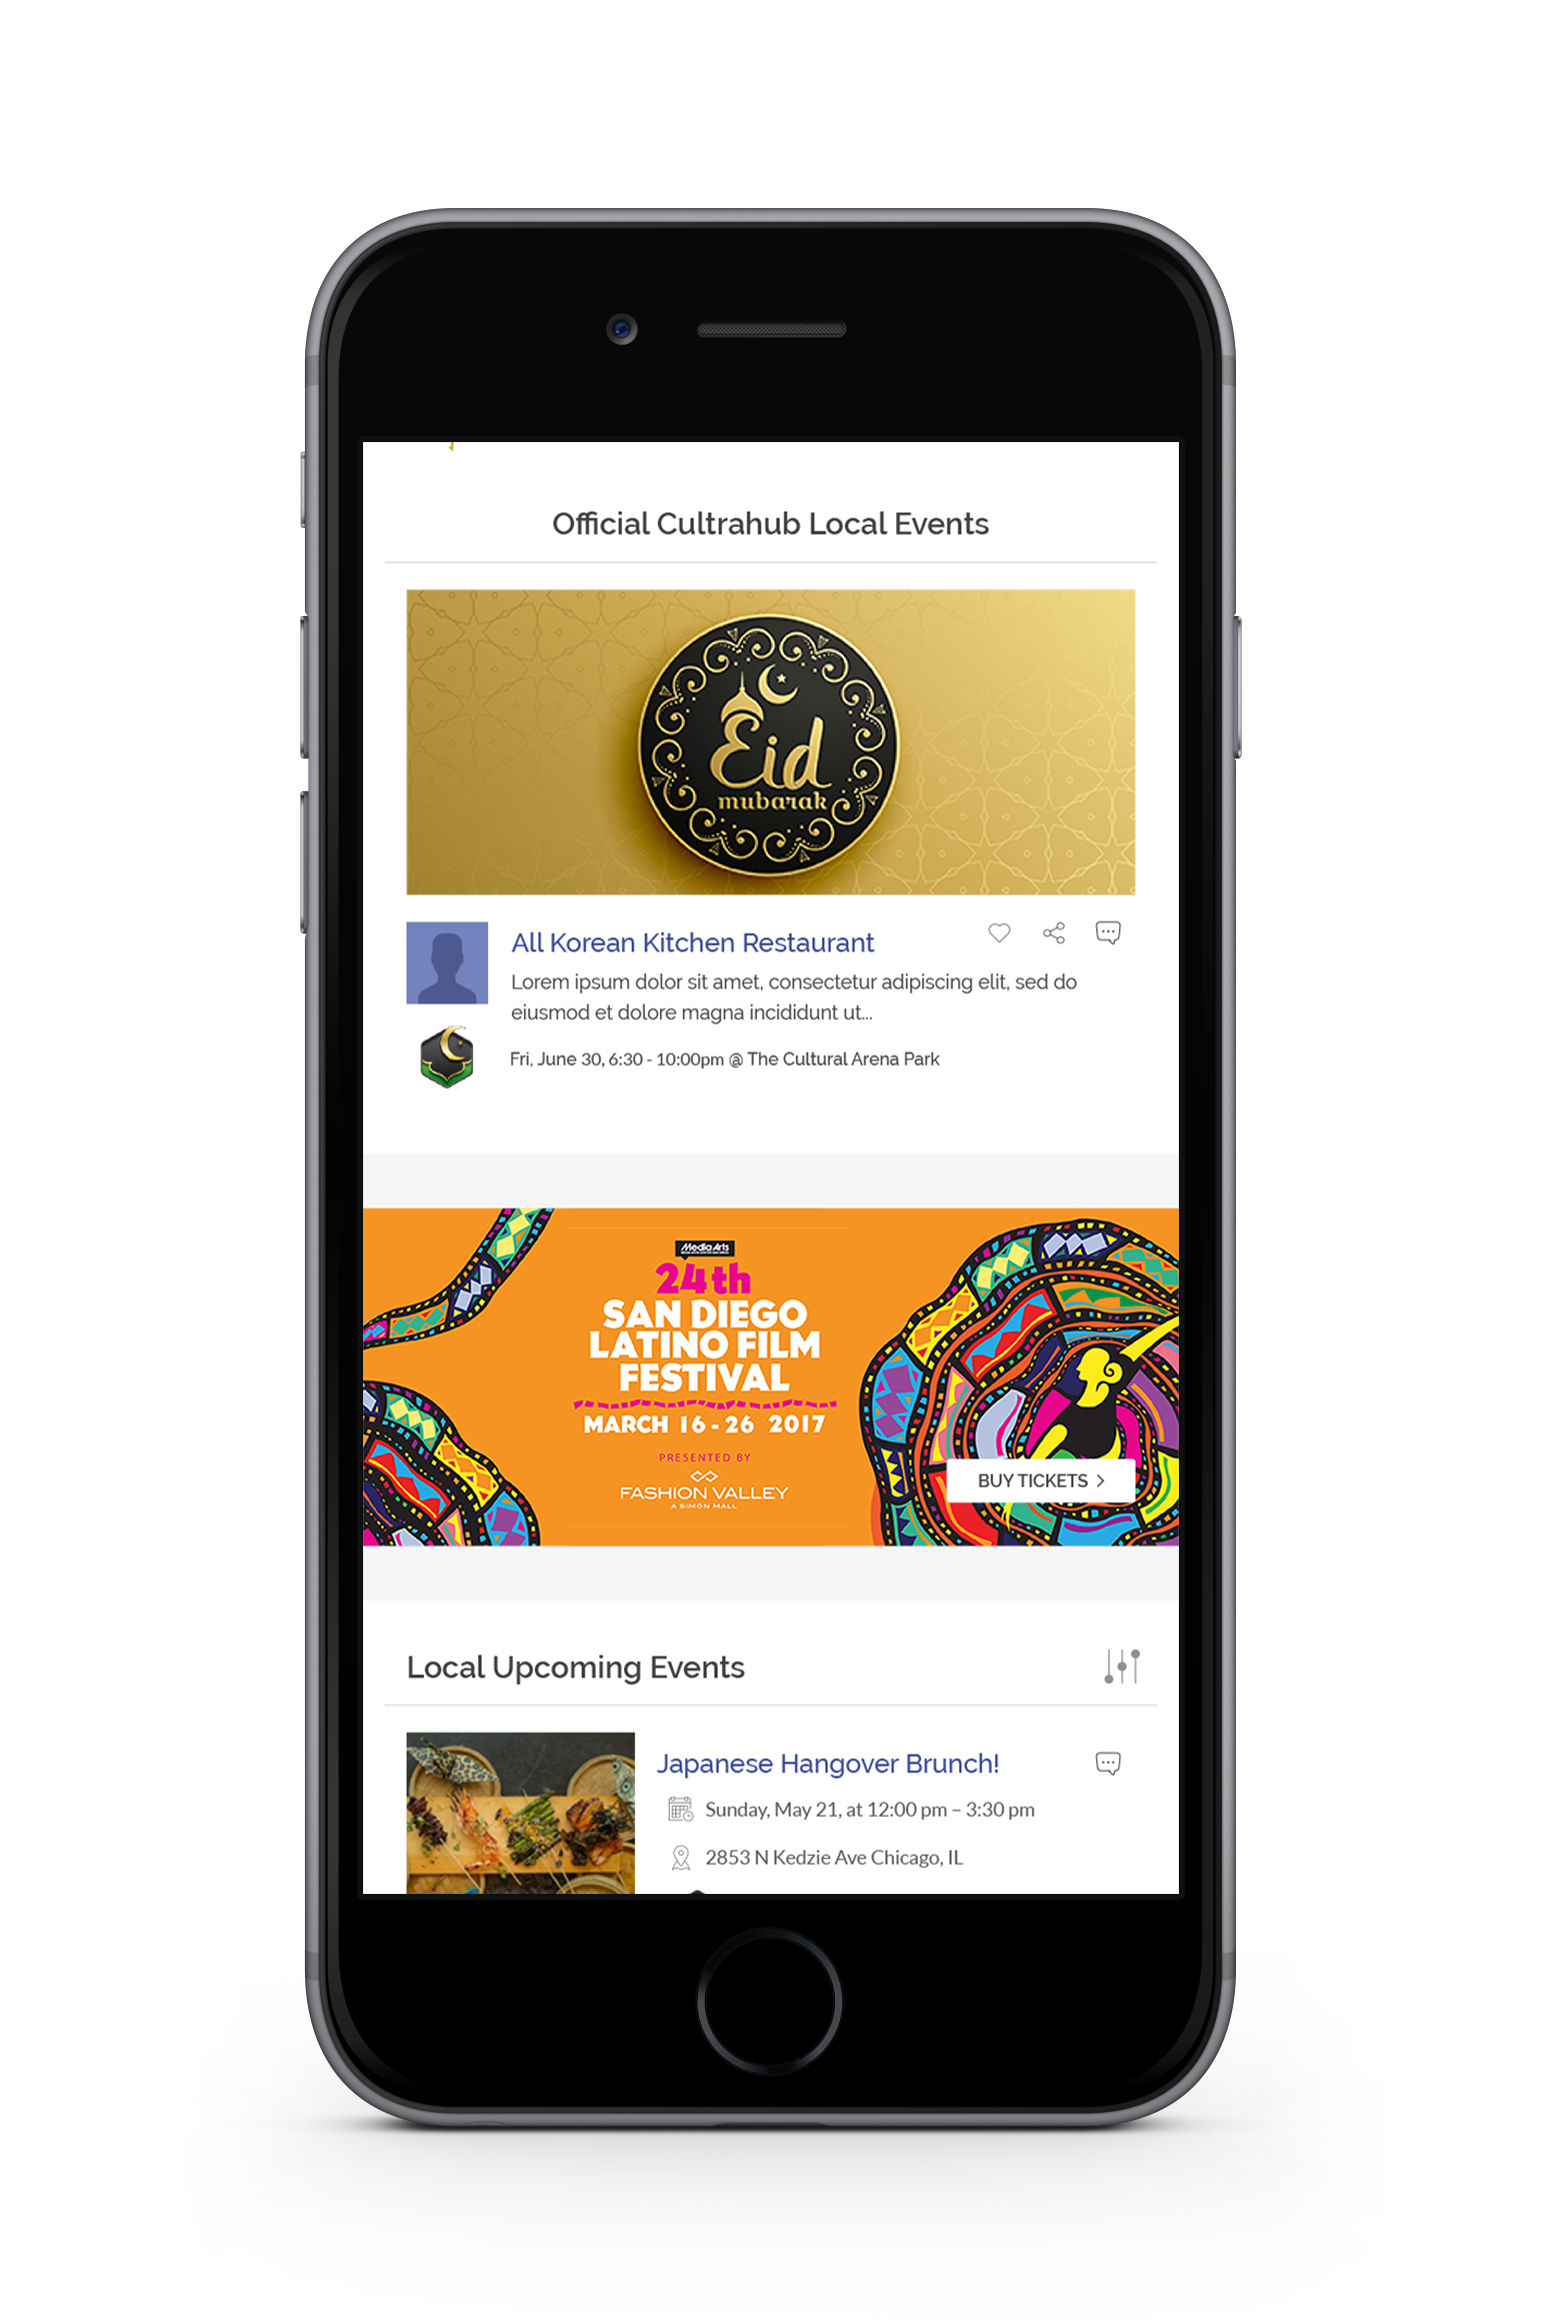 Official Cultrahub Local Events
Eid
mubarak
All Korean Kitchen Restaurant
Lorem ipsum dolor sit amet, consectetur adipiscing elit, sed do
eiusmod et dolore magna incididunt ut...
Fri, June 30, 6:30 - 10:00pm @ The Cultural Arena Park
Media Arts
24th
SAN DIEGO
LATINO FILM
FESTIVAL
MARCH 16 - 26 2017
PRESENTED BY
FASHION VALLEY
A SIMON MALL
BUY TICKETS >
Local Upcoming Events
Japanese Hangover Brunch!
Sunday, May 21, at 12:00 pm – 3:30 pm
2853 N Kedzie Ave Chicago, IL